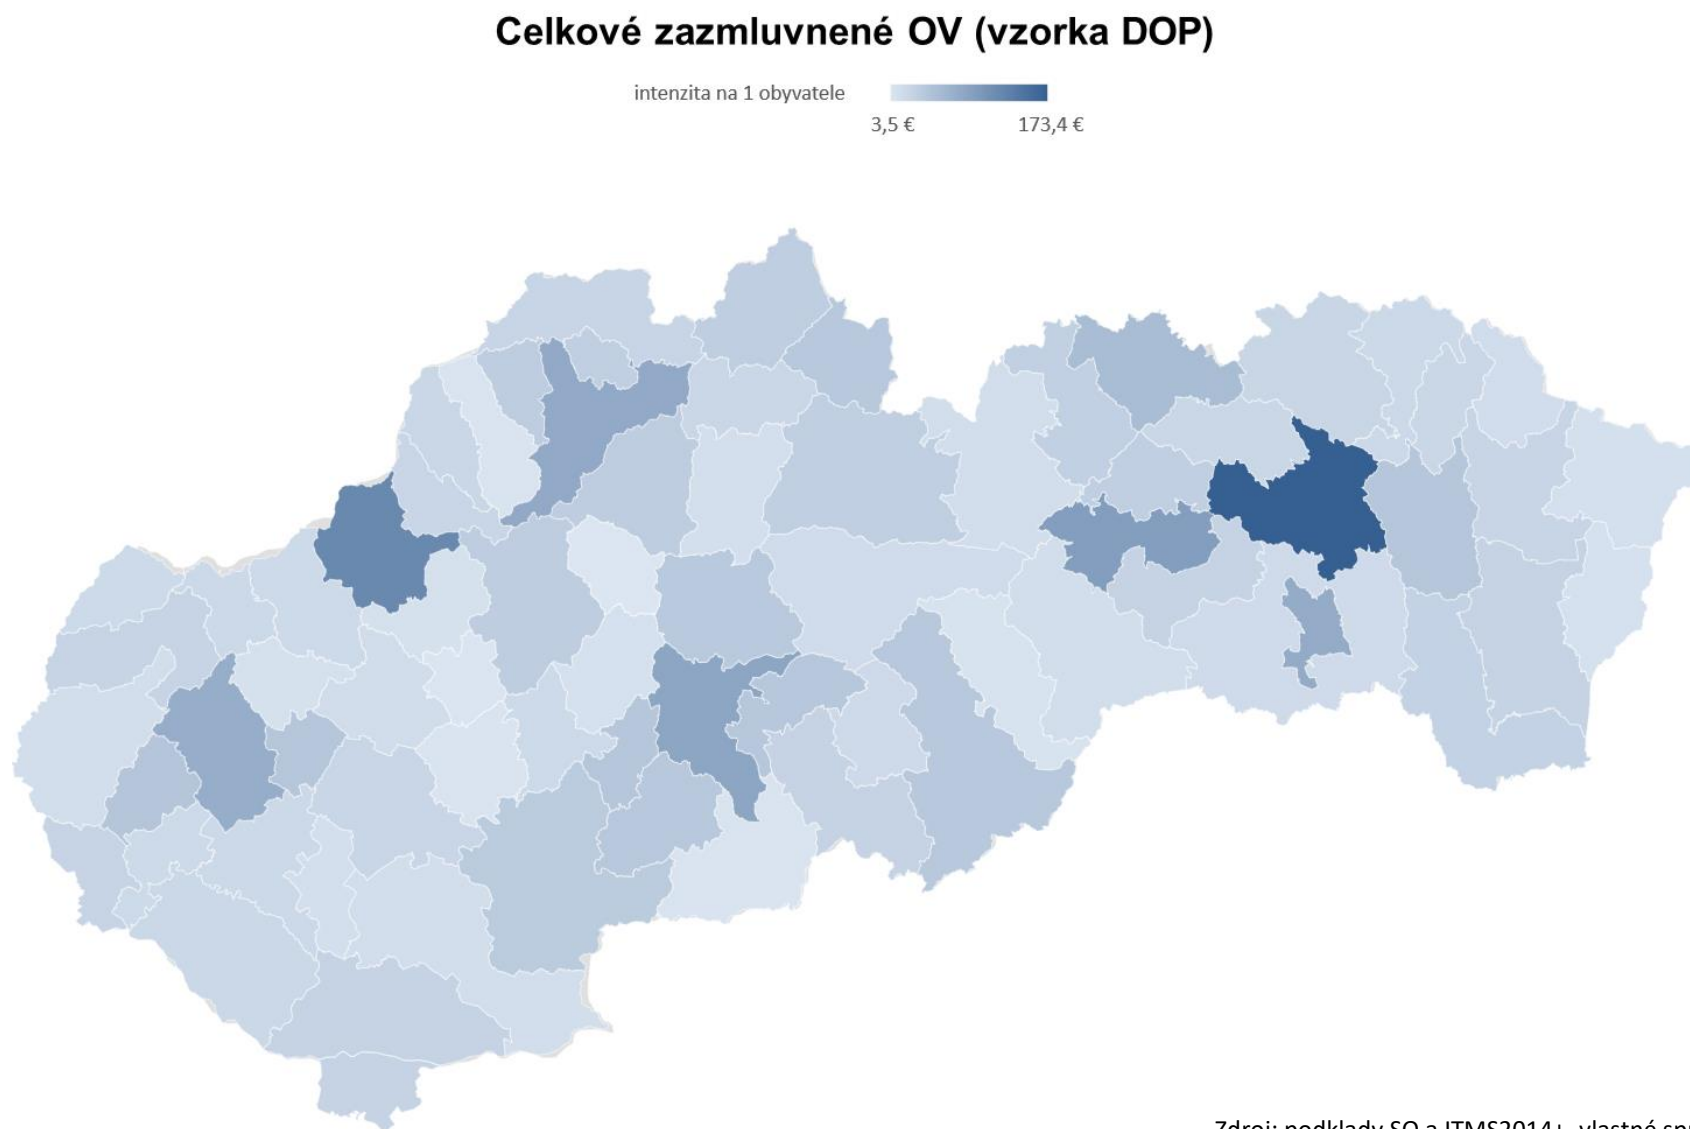 Celkové zazmluvnené OV (vzorka DOP)
intenzita na 1 obyvatele
3,5 €
173,4 €
Zdroj: podklady SO a ITMS2014+, vlastné